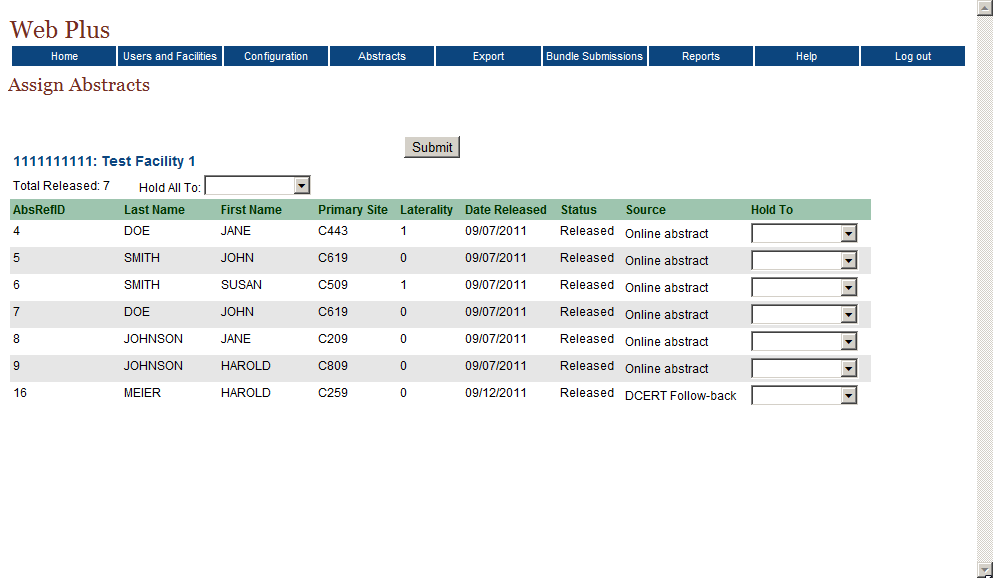 Web Plus
Home Users and Facilities Configuration Abstracts Export Bundle Submissions Reports Help Log out
Assign Abstracts
Submit
1111111111: Test Facility 1
Total Released: 7 Hold All To:
AbsRefID Last Name First Name Primary Site Laterality Date Released Status Source Hold To
4 DOE JANE C443 1 09/07/2011 Released Online abstract
5 SMITH JOHN C619 0 09/07/2011 Released Online abstract
6 SMITH SUSAN C509 1 09/07/2011 Released Online abstract
7 DOE JOHN C619 0 09/07/2011 Released Online abstract
8 JOHNSON JANE C209 0 09/07/2011 Released Online abstract
9 JOHNSON HAROLD C809 0 09/07/2011 Released Online abstract
16 MEIER HAROLD C259 0 09/12/2011 Released DCERT Follow-back